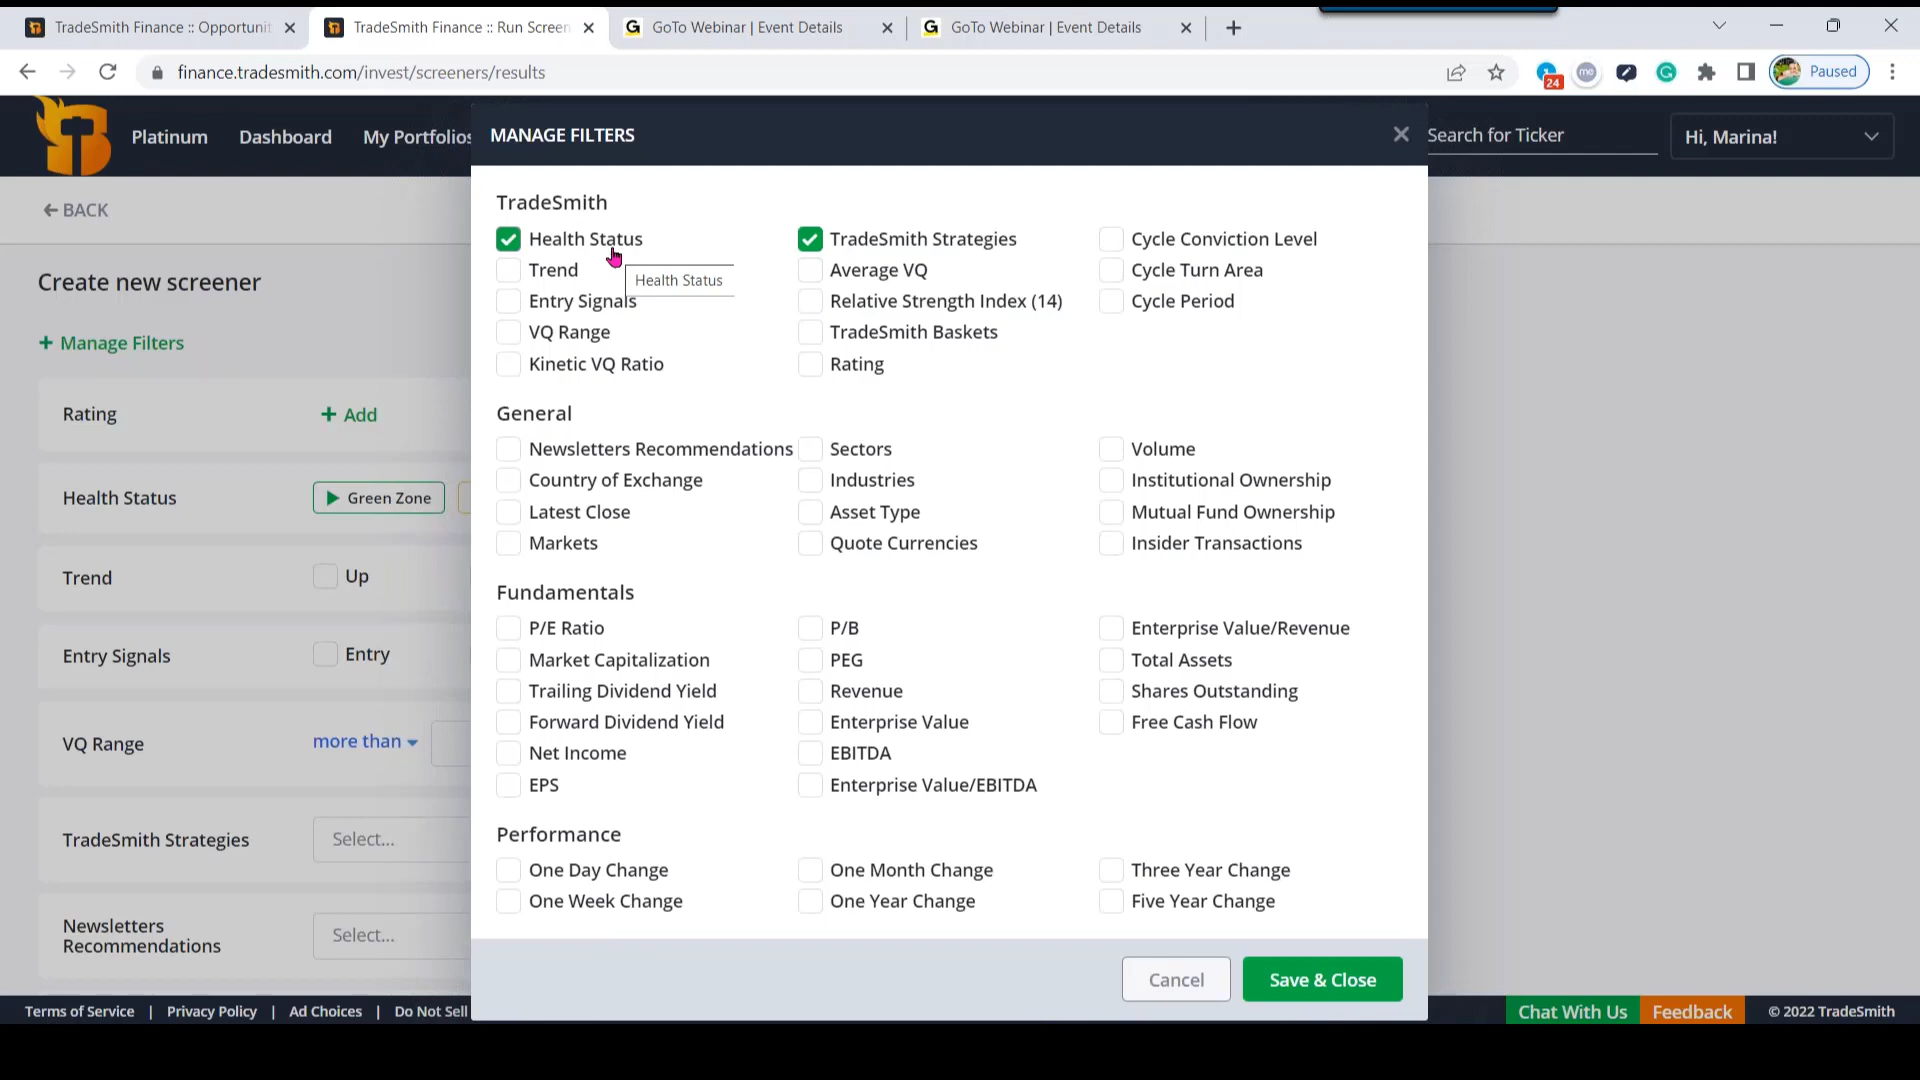 TradeSmith Finance :: Opportunit
TradeSmith Finance :: Run Screen
GoTo Webinar | Event Details
GoTo Webinar | Event Details
finance.tradesmith.com/invest/screeners/results
24
me
Paused
Platinum
Dashboard
My Portfolios
MANAGE FILTERS
Search for Ticker
Hi, Marina!
BACK
Create new screener
+ Manage Filters
Rating
+ Add
Health Status
Green Zone
Trend
Up
Entry Signals
Entry
VQ Range
more than
TradeSmith Strategies
Select...
Newsletters
Recommendations
Select...
TradeSmith
Health Status
TradeSmith Strategies
Cycle Conviction Level
Trend
Health Status
Average VQ
Cycle Turn Area
Entry Signals
Relative Strength Index (14)
Cycle Period
VQ Range
TradeSmith Baskets
Kinetic VQ Ratio
Rating
General
Newsletters Recommendations
Sectors
Volume
Country of Exchange
Industries
Institutional Ownership
Latest Close
Asset Type
Mutual Fund Ownership
Markets
Quote Currencies
Insider Transactions
Fundamentals
P/E Ratio
P/B
Enterprise Value/Revenue
Market Capitalization
PEG
Total Assets
Trailing Dividend Yield
Revenue
Shares Outstanding
Forward Dividend Yield
Enterprise Value
Free Cash Flow
Net Income
EBITDA
EPS
Enterprise Value/EBITDA
Performance
One Day Change
One Month Change
Three Year Change
One Week Change
One Year Change
Five Year Change
Cancel
Save & Close
Terms of Service | Privacy Policy | Ad Choices | Do Not Sell
Chat With Us
Feedback
© 2022 TradeSmith